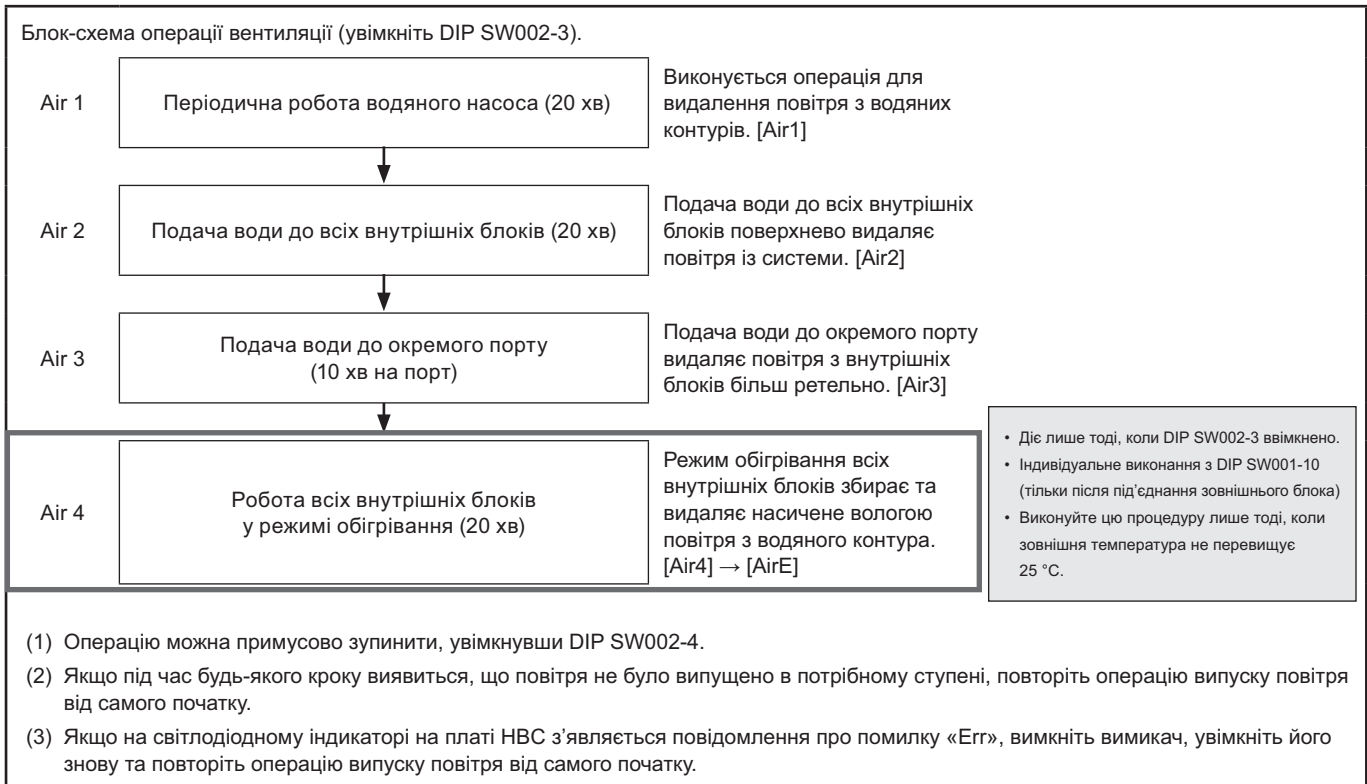 Блок-схема операції вентиляції (увімкніть DIP SW002-3).
Air 1
Періодична робота водяного насоса (20 хв)
Виконується операція для
видалення повітря з водяних
контурів. [Air1]
Air 2
Подача води до всіх внутрішніх блоків (20 хв)
Подача води до всіх внутрішніх
блоків поверхнево видаляє
повітря із системи. [Air2]
Air 3
Подача води до окремого порту
(10 хв на порт)
Подача води до окремого порту
видаляє повітря з внутрішніх
блоків більш ретельно. [Air3]
Air 4
Робота всіх внутрішніх блоків
у режимі обігрівання (20 хв)
Режим обігрівання всіх
внутрішніх блоків збирає та
видаляє насичене вологою
повітря з водяного контура.
[Air4] → [AirE]
• Діє лише тоді, коли DIP SW002-3 ввімкнено.
• Індивідуальне виконання з DIP SW001-10
(тільки після під’єднання зовнішнього блока)
• Виконуйте цю процедуру лише тоді, коли
зовнішня температура не перевищує
25 °C.
(1) Операцію можна примусово зупинити, увімкнувши DIP SW002-4.
(2) Якщо під час будь-якого кроку виявиться, що повітря не було випущено в потрібному ступені, повторіть операцію випуску повітря
від самого початку.
(3) Якщо на світлодіодному індикаторі на платі HBC з’являється повідомлення про помилку «Err», вимкніть вимикач, увімкніть його
знову та повторіть операцію випуску повітря від самого початку.